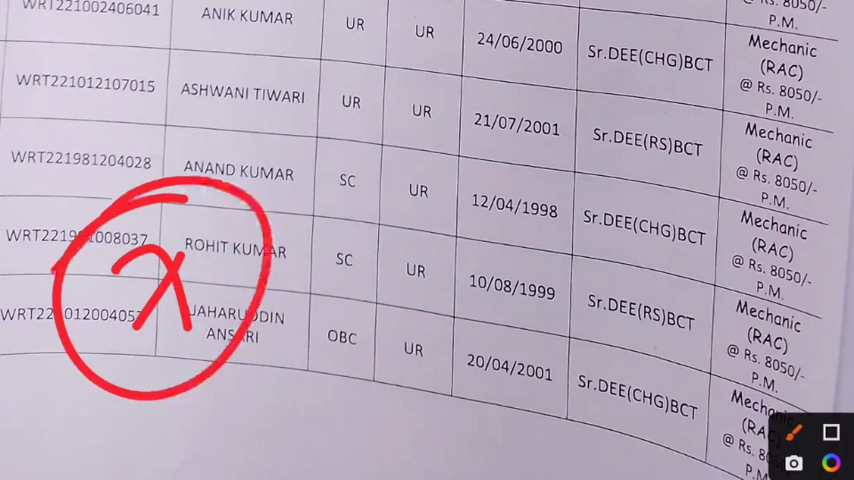 WRT221002406041 ANIK KUMAR UR UR 24/06/2000 Sr.DEE(CHG)BCT Mechanic
(RAC)
@ Rs. 8050/-
P.M.
WRT221012107015 ASHWANI TIWARI UR UR 21/07/2001 Sr.DEE(RS)BCT Mechanic
(RAC)
@ Rs. 8050/-
P.M.
WRT221981204028 ANAND KUMAR SC UR 12/04/1998 Sr.DEE(CHG)BCT Mechanic
(RAC)
@ Rs. 8050/-
P.M.
ROHIT KUMAR SC UR 10/08/1999 Sr.DEE(RS)BCT Mechanic
(RAC)
@ Rs. 8050/-
P.M.
ANSARI OBC UR 20/04/2001 Sr.DEE(CHG)BCT Mechanic
(RAC)
@ Rs.
P.M.